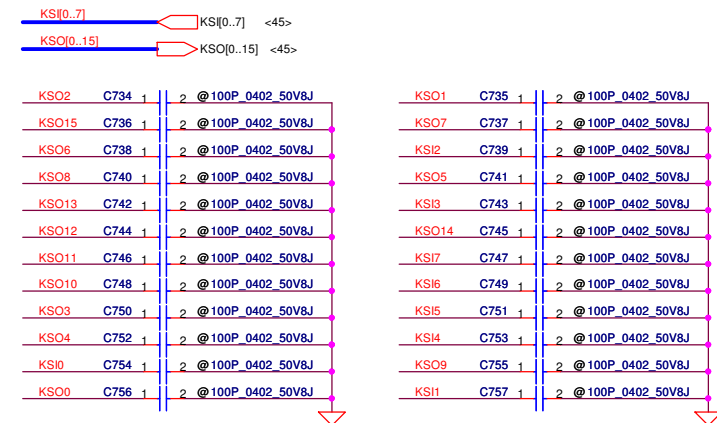 KSI[0..7] KSI[0..7] <45>
KSO[0..15] KSO[0..15] <45>
KSO2 C734 1 2 @100P_0402_50V8J KSO1 C735 1 2 @100P_0402_50V8J
KSO15 C736 1 2 @100P_0402_50V8J KSO7 C737 1 2 @100P_0402_50V8J
KSO6 C738 1 2 @100P_0402_50V8J KSI2 C739 1 2 @100P_0402_50V8J
KSO8 C740 1 2 @100P_0402_50V8J KSO5 C741 1 2 @100P_0402_50V8J
KSO13 C742 1 2 @100P_0402_50V8J KSI3 C743 1 2 @100P_0402_50V8J
KSO12 C744 1 2 @100P_0402_50V8J KSO14 C745 1 2 @100P_0402_50V8J
KSO11 C746 1 2 @100P_0402_50V8J KSI7 C747 1 2 @100P_0402_50V8J
KSO10 C748 1 2 @100P_0402_50V8J KSI6 C749 1 2 @100P_0402_50V8J
KSO3 C750 1 2 @100P_0402_50V8J KSI5 C751 1 2 @100P_0402_50V8J
KSO4 C752 1 2 @100P_0402_50V8J KSI4 C753 1 2 @100P_0402_50V8J
KSI0 C754 1 2 @100P_0402_50V8J KSO9 C755 1 2 @100P_0402_50V8J
KSO0 C756 1 2 @100P_0402_50V8J KSI1 C757 1 2 @100P_0402_50V8J